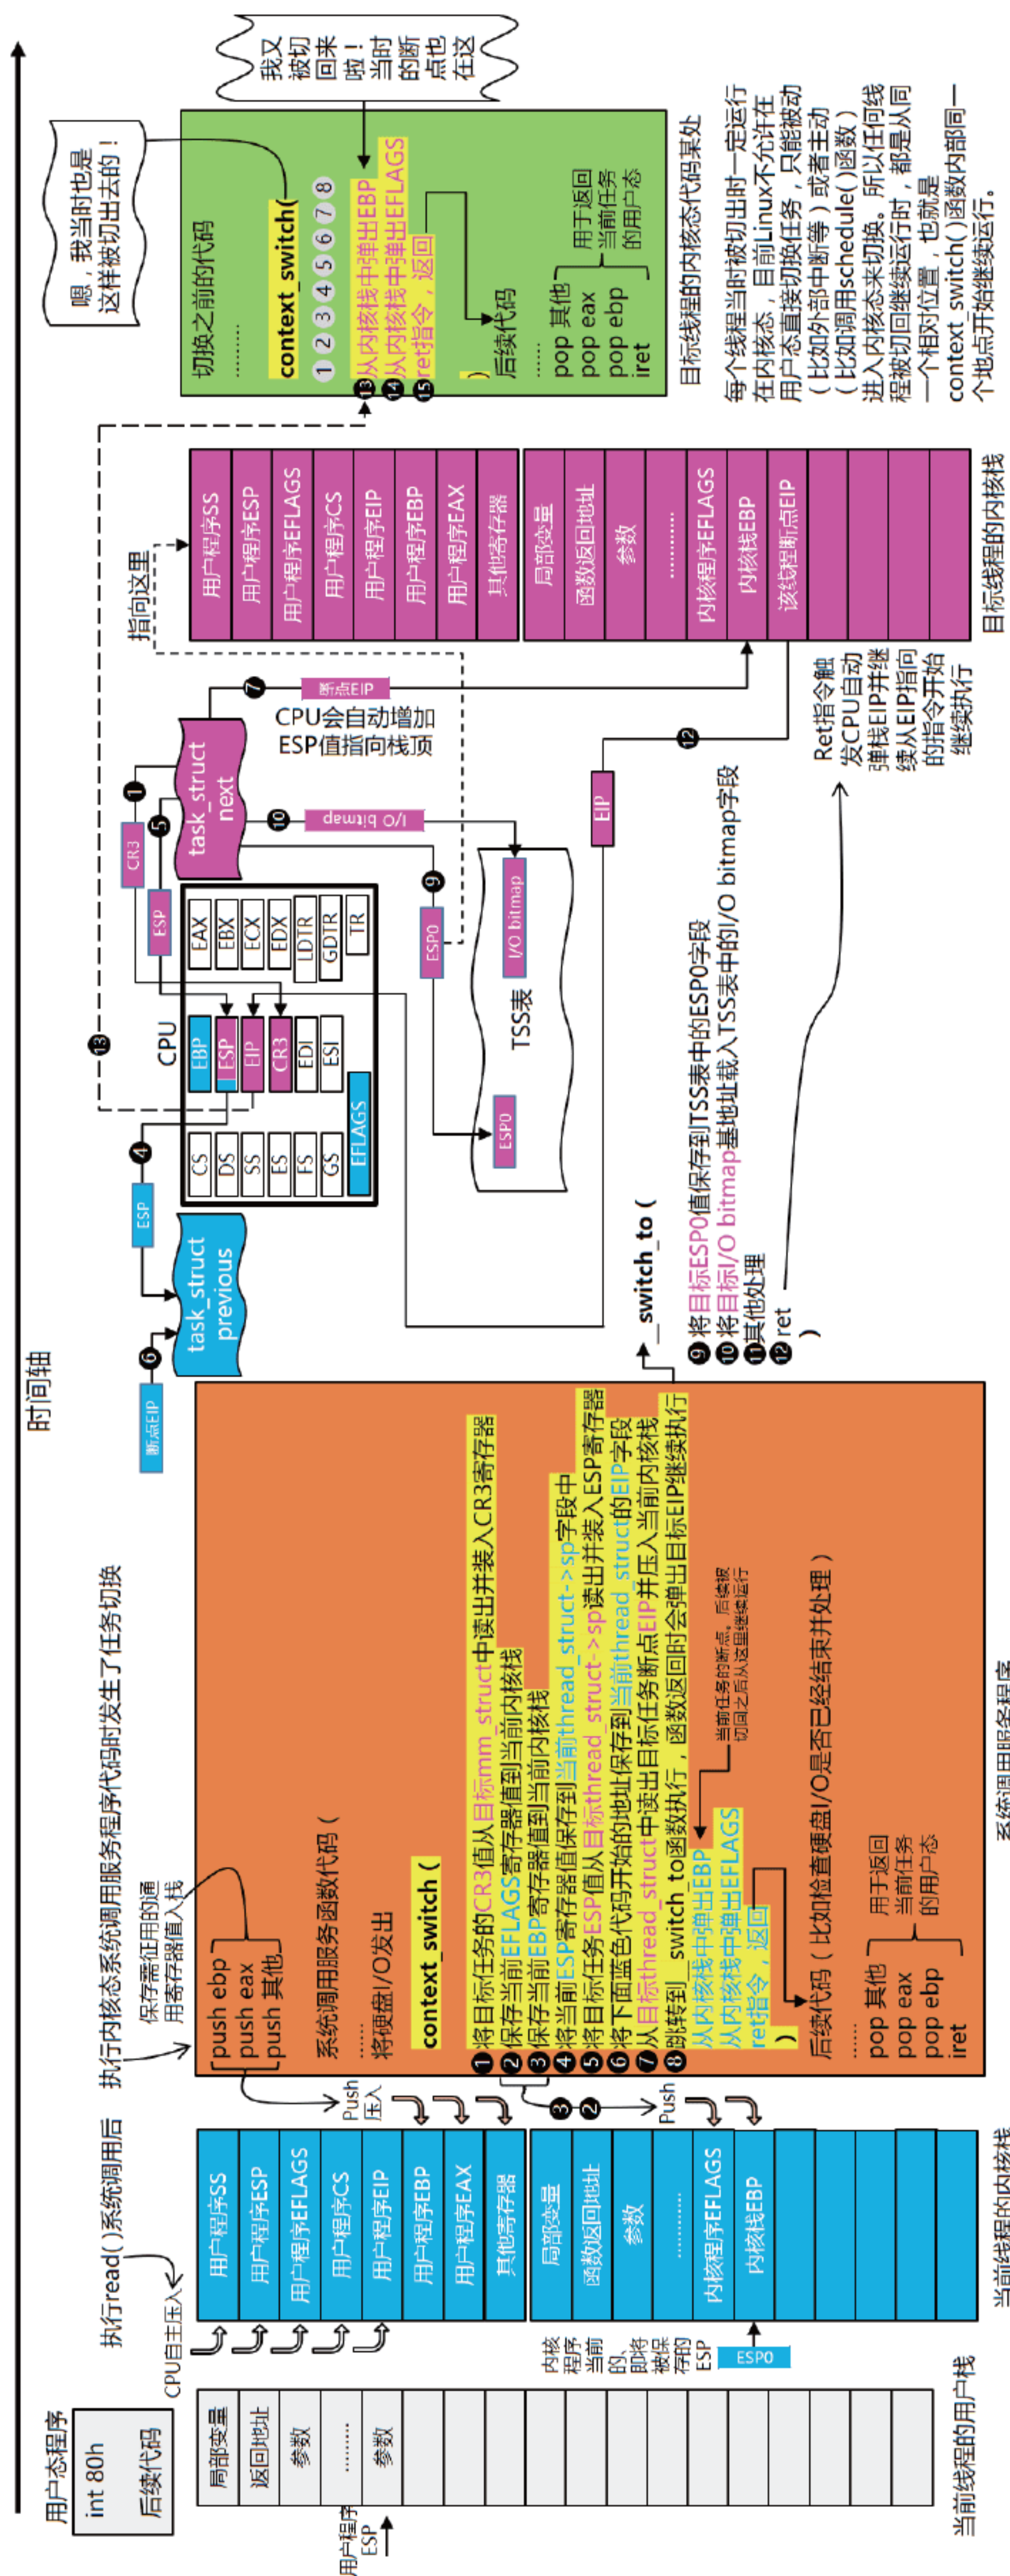 时间轴
用户态程序
int 80h
后续代码
用户程序
ESP
局部变量
返回地址
参数
………
参数
当前线程的用户栈
执行read( )系统调用后
CPU自主压入
用户程序SS
用户程序ESP
用户程序EFLAGS
用户程序CS
用户程序EIP
用户程序EBP
用户程序EAX
其他寄存器
局部变量
函数返回地址
参数
…………
内核程序EFLAGS
内核栈EBP
内核
程序
当前
的、
即将
被保
存的
ESP
ESP0
当前线程的内核栈
Push
压入
③
②
Push
执行内核态系统调用服务程序代码时发生了任务切换
保存需征用的通
用寄存器值入栈
push ebp
push eax
push 其他
系统调用服务函数代码（
……
将硬盘I/O发出
context_switch (
❶将目标任务的CR3值从目标mm_struct中读出并装入CR3寄存器
❷保存当前EFLAGS寄存器值到当前内核栈
❸保存当前EBP寄存器值到当前内核栈
❹将当前ESP寄存器值保存到当前thread_struct->sp字段中
❺将目标任务ESP值从目标thread_struct->sp读出并装入ESP寄存器
❻将下面蓝色代码开始的地址保存到当前thread_struct的EIP字段
❼从目标thread_struct中读出目标任务断点EIP并压入当前内核栈
❽跳转到__switch_to函数执行，函数返回时会弹出目标EIP继续执行
从内核栈中弹出EBP
从内核栈中弹出EFLAGS
ret指令，返回
)
当前任务的断点。后续被
切回之后从这里继续运行
后续代码（比如检查硬盘I/O是否已经结束并处理）
……
pop 其他
pop eax
pop ebp
iret
用于返回
当前任务
的用户态
系统调用服务程序
断点EIP
❻
task_struct
previous
ESP
❹
⓭
CPU
CS
DS
SS
ES
FS
GS
EFLAGS
EBP
ESP
EIP
CR3
EDI
ESI
EAX
EBX
ECX
EDX
LDTR
GDTR
TR
CR3
❶
ESP
❺
task_struct
next
❼
断点EIP
CPU会自动增加
ESP值指向栈顶
❿
I/O bitmap
❾
ESP0
指向这里
TSS表
ESP0
I/O bitmap
EIP
⓬
__switch_to (
❾将目标ESP0值保存到TSS表中的ESP0字段
❿将目标I/O bitmap基地址载入TSS表中的I/O bitmap字段
⓫其他处理
⓬ret
)
Ret指令触
发CPU自动
弹栈EIP并继
续从EIP指向
的指令开始
继续执行
用户程序SS
用户程序ESP
用户程序EFLAGS
用户程序CS
用户程序EIP
用户程序EBP
用户程序EAX
其他寄存器
局部变量
函数返回地址
参数
…………
内核程序EFLAGS
内核栈EBP
该线程断点EIP
目标线程的内核栈
嗯，我当时也是
这样被切出去的！
切换之前的代码
……
context_switch(
①②③④⑤⑥⑦⑧
⓭从内核栈中弹出EBP
⓮从内核栈中弹出EFLAGS
⓯ret指令，返回
)
后续代码
……
pop 其他
pop eax
pop ebp
iret
用于返回
当前任务
的用户态
我又
被切
回来
啦！
当时
的断
点也
在这
目标线程的内核态代码某处
每个线程当时被切出时一定运行
在内核态，目前Linux不允许在
用户态直接切换任务，只能被动
（比如外部中断等）或者主动
（比如调用schedule( )函数）
进入内核态来切换。所以任何线
程被切回继续运行时，都是从同
一个相对位置，也就是
context_switch( )函数内部同一
个地点开始继续运行。